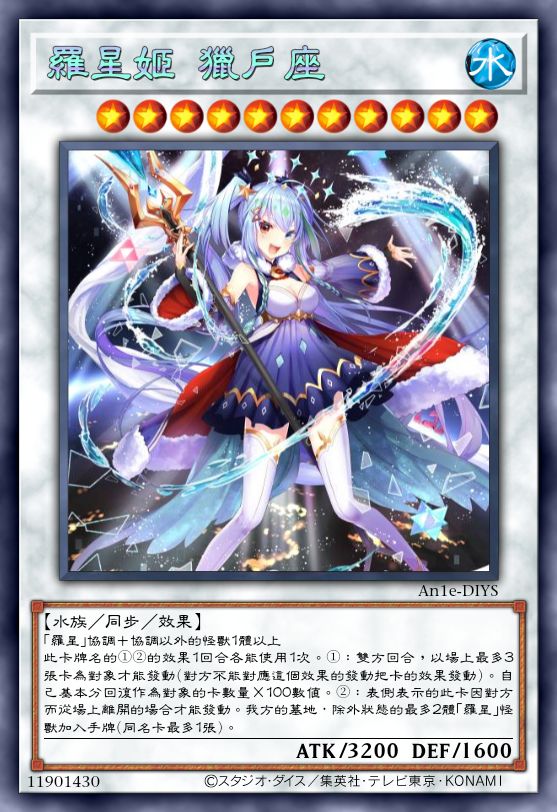 羅星姬 獵戶座
水
An1e-DIYS
【水族／同步／效果】
「羅星」協調＋協調以外的怪獸1體以上
此卡牌名的①②的效果1回合各能使用1次。①：雙方回合，以場上最多3
張卡為對象才能發動(對方不能對應這個效果的發動把卡的效果發動)。自
己基本分回復作為對象的卡數量×100數值。②：表側表示的此卡因對方
而從場上離開的場合才能發動。我方的墓地·除外狀態的最多2體「羅星」怪
獸加入手牌(同名卡最多1張)。
ATK/3200 DEF/1600
11901430 ©スタジオ・ダイス／集英社・テレビ東京・KONAMI